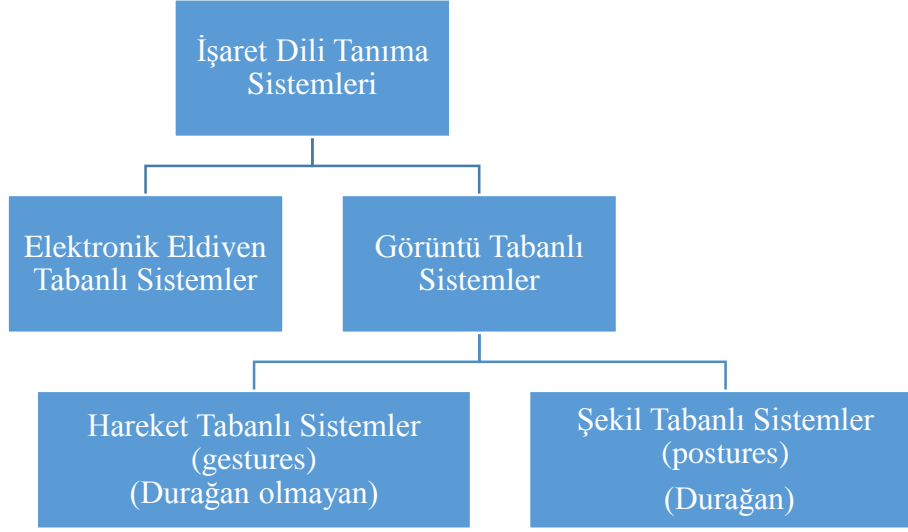 İşaret Dili Tanıma
Sistemleri
Elektronik Eldiven
Tabanlı Sistemler
Görüntü Tabanlı
Sistemler
Hareket Tabanlı Sistemler
(gestures)
(Durağan olmayan)
Şekil Tabanlı Sistemler
(postures)
(Durağan)